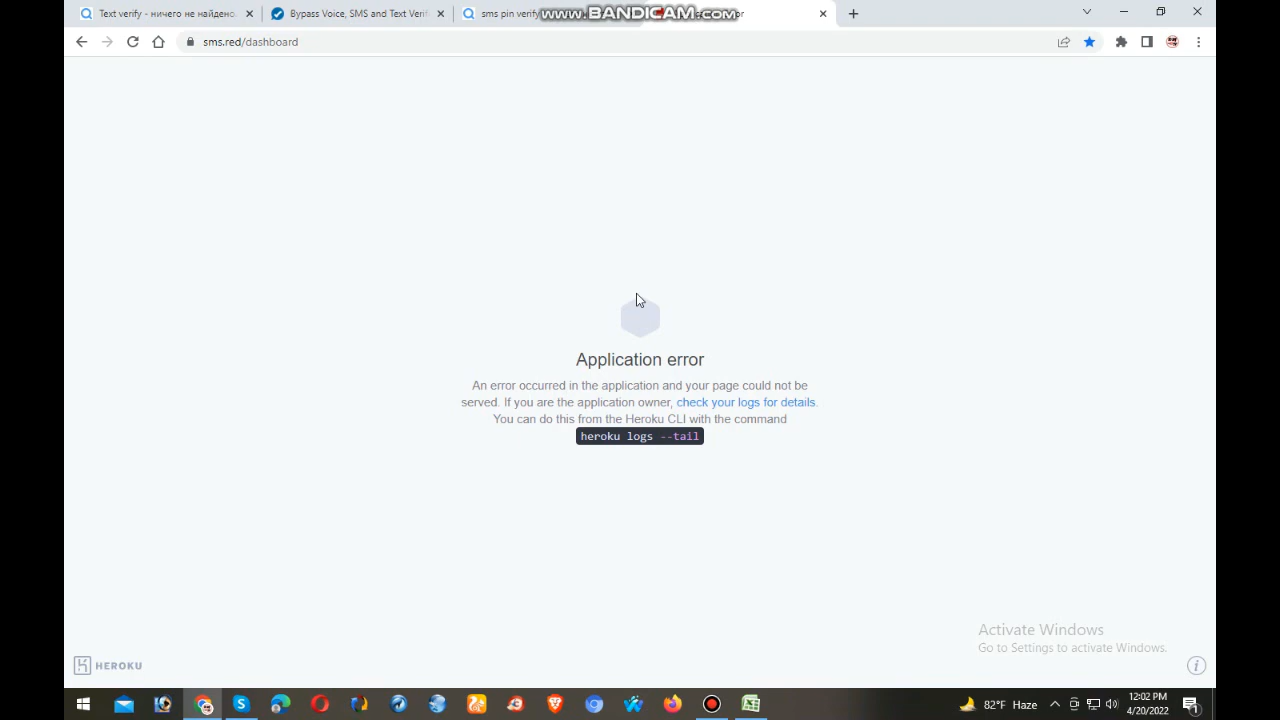 Text verify - ничего не найдено
Bypass Voice, SMS and Text Verif
sms pin verif
www.BANDICAM.com
sms.red/dashboard
Application error
An error occurred in the application and your page could not be
served. If you are the application owner, check your logs for details.
You can do this from the Heroku CLI with the command
heroku logs --tail
Activate Windows
Go to Settings to activate Windows.
HEROKU
82°F Haze
12:02 PM
4/20/2022
1